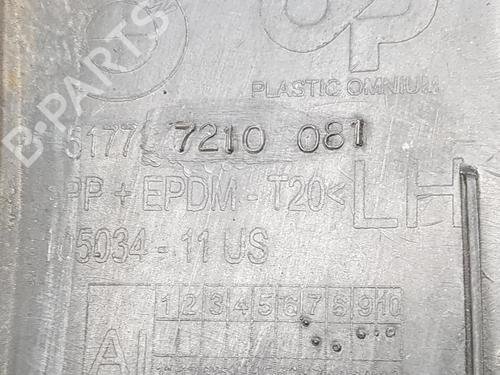 PLASTIC OMNIUM
5177 7210 081
>PP + EPDM - T20<
LH
5034 - 11 US
1 2 3 4 5 6 7 8 9 10
B-PARTS